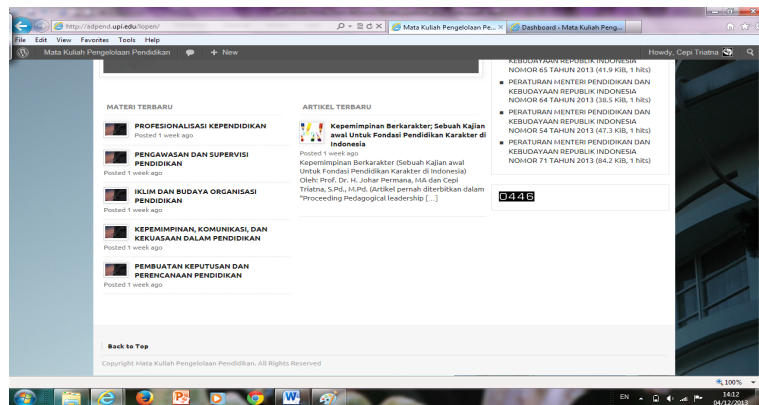 http://adpend.upi.edu/lopen/
Mata Kuliah Pengelolaan Pe...
Dashboard ‹ Mata Kuliah Peng...
File Edit View Favorites Tools Help
Mata Kuliah Pengelolaan Pendidikan + New
Howdy, Cepi Triatna
MATERI TERBARU
PROFESIONALISASI KEPENDIDIKAN
Posted 1 week ago
PENGAWASAN DAN SUPERVISI
PENDIDIKAN
Posted 1 week ago
IKLIM DAN BUDAYA ORGANISASI
PENDIDIKAN
Posted 1 week ago
KEPEMIMPINAN, KOMUNIKASI, DAN
KEKUASAAN DALAM PENDIDIKAN
Posted 1 week ago
PEMBUATAN KEPUTUSAN DAN
PERENCANAAN PENDIDIKAN
Posted 1 week ago
ARTIKEL TERBARU
Kepemimpinan Berkarakter; Sebuah Kajian
awal Untuk Fondasi Pendidikan Karakter di
Indonesia
Posted 1 week ago
Kepemimpinan Berkarakter (Sebuah Kajian awal
Untuk Fondasi Pendidikan Karakter di Indonesia)
Oleh: Prof. Dr. H. Johar Permana, MA dan Cepi
Triatna, S.Pd., M.Pd. (Artikel pernah diterbitkan dalam
"Proceeding Pedagogical leadership [...]
KEBUDAYAAN REPUBLIK INDONESIA
NOMOR 65 TAHUN 2013 (41.9 KiB, 1 hits)
PERATURAN MENTERI PENDIDIKAN DAN
KEBUDAYAAN REPUBLIK INDONESIA
NOMOR 64 TAHUN 2013 (38.5 KiB, 1 hits)
PERATURAN MENTERI PENDIDIKAN DAN
KEBUDAYAAN REPUBLIK INDONESIA
NOMOR 54 TAHUN 2013 (47.3 KiB, 1 hits)
PERATURAN MENTERI PENDIDIKAN DAN
KEBUDAYAAN REPUBLIK INDONESIA
NOMOR 71 TAHUN 2013 (84.2 KiB, 1 hits)
0446
Back to Top
Copyright Mata Kuliah Pengelolaan Pendidikan. All Rights Reserved
100%
EN
14:12
04/12/2013